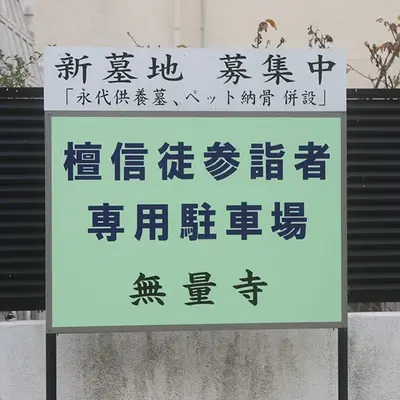 新墓地 募集中
「永代供養墓、ペット納骨 併設」
檀信徒参詣者
専用駐車場
無量寺